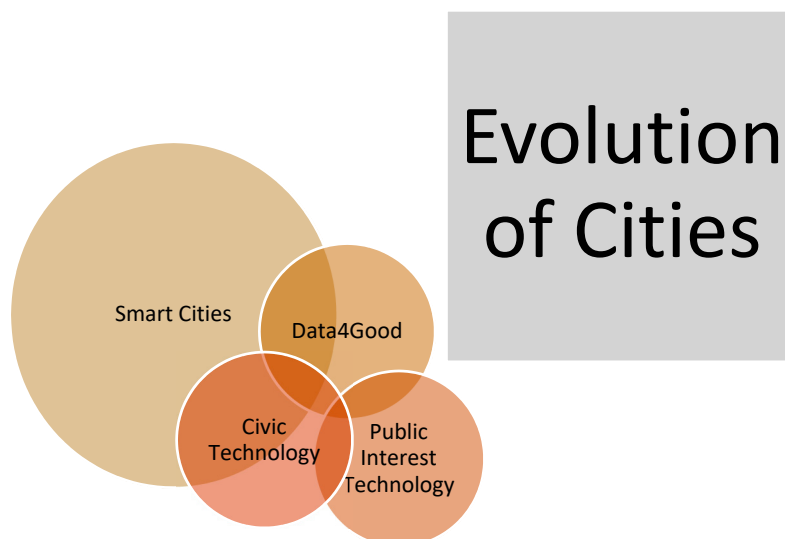 Evolution
of Cities
Smart Cities
Data4Good
Civic
Technology
Public
Interest
Technology